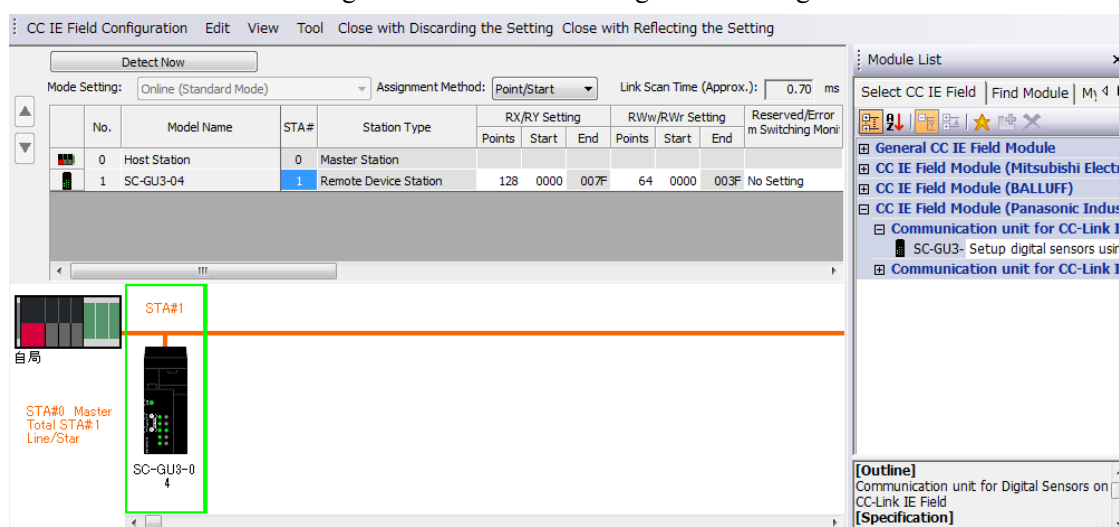 CC IE Field Configuration Edit View Tool Close with Discarding the Setting Close with Reflecting the Setting
Detect Now
Mode Setting: Online (Standard Mode) Assignment Method: Point/Start Link Scan Time (Approx.): 0.70 ms
No. Model Name STA# Station Type RX/RY Setting RWw/RWr Setting Reserved/Error
m Switching Moni
Points Start End Points Start End
0 Host Station 0 Master Station
1 SC-GU3-04 1 Remote Device Station 128 0000 007F 64 0000 003F No Setting
STA#1
自局
STA#0 Master
Total STA#1
Line/Star
SC-GU3-0
4
Module List
Select CC IE Field Find Module My
General CC IE Field Module
CC IE Field Module (Mitsubishi Electr
CC IE Field Module (BALLUFF)
CC IE Field Module (Panasonic Indus
Communication unit for CC-Link I
SC-GU3- Setup digital sensors usin
Communication unit for CC-Link I
[Outline]
Communication unit for Digital Sensors on
CC-Link IE Field
[Specification]